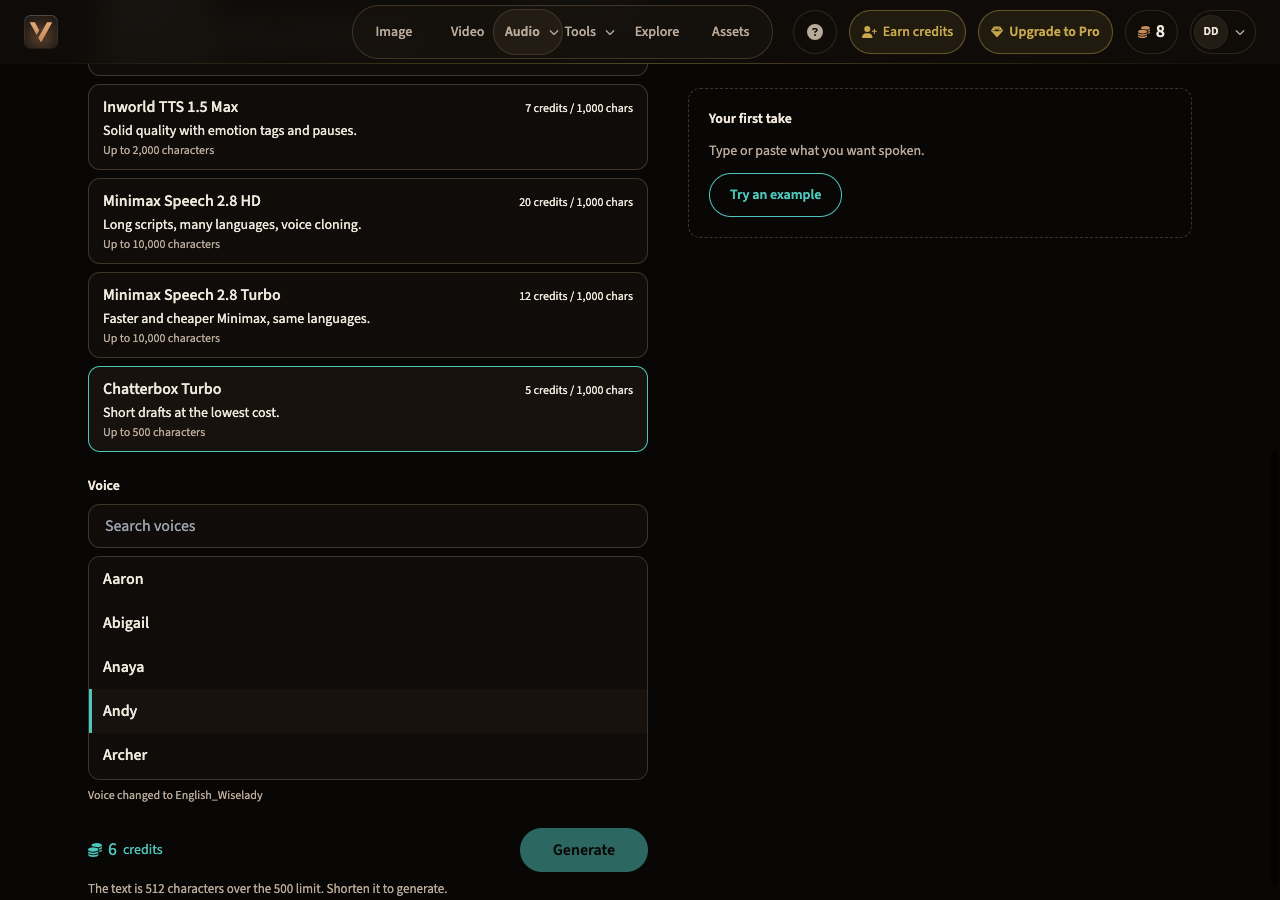 Image
Video
Audio
Tools
Explore
Assets
?
Earn credits
Upgrade to Pro
8
DD
Inworld TTS 1.5 Max
7 credits / 1,000 chars
Solid quality with emotion tags and pauses.
Up to 2,000 characters
Minimax Speech 2.8 HD
20 credits / 1,000 chars
Long scripts, many languages, voice cloning.
Up to 10,000 characters
Minimax Speech 2.8 Turbo
12 credits / 1,000 chars
Faster and cheaper Minimax, same languages.
Up to 10,000 characters
Chatterbox Turbo
5 credits / 1,000 chars
Short drafts at the lowest cost.
Up to 500 characters
Voice
Search voices
Aaron
Abigail
Anaya
Andy
Archer
Voice changed to English_Wiselady
6 credits
Generate
The text is 512 characters over the 500 limit. Shorten it to generate.
Your first take
Type or paste what you want spoken.
Try an example